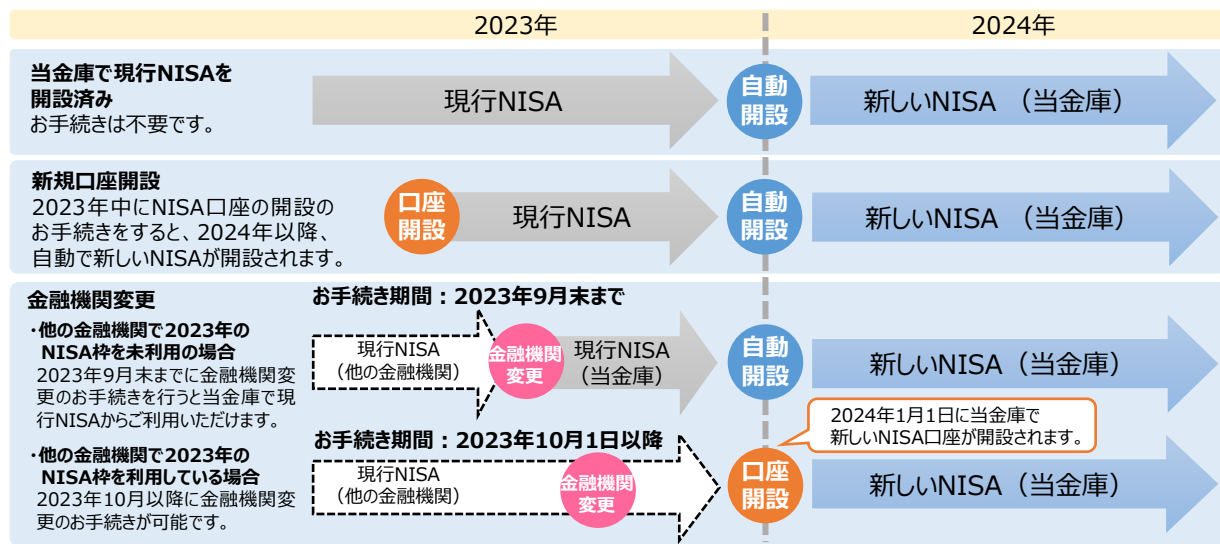 2023年
2024年
当金庫で現行NISAを
開設済み
お手続きは不要です。
現行NISA
自動
開設
新しいNISA （当金庫）
新規口座開設
2023年中にNISA口座の開設の
お手続きをすると、2024年以降、
自動で新しいNISAが開設されます。
口座
開設
現行NISA
自動
開設
新しいNISA （当金庫）
金融機関変更
・他の金融機関で2023年の
NISA枠を未利用の場合
2023年9月末までに金融機関変
更のお手続きを行うと当金庫で現
行NISAからご利用いただけます。
お手続き期間：2023年9月末まで
現行NISA
（他の金融機関）
金融機関
変更
現行NISA
（当金庫）
自動
開設
新しいNISA（当金庫）
2024年1月1日に当金庫で
新しいNISA口座が開設されます。
・他の金融機関で2023年の
NISA枠を利用している場合
2023年10月以降に金融機関変
更のお手続きが可能です。
お手続き期間：2023年10月1日以降
現行NISA
（他の金融機関）
金融機関
変更
口座
開設
新しいNISA（当金庫）